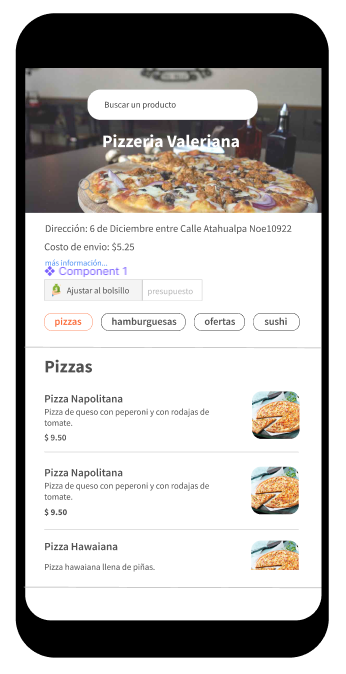 Buscar un producto
Pizzeria Valeriana
Dirección: 6 de Diciembre entre Calle Atahualpa Noe10922
Costo de envio: $5.25
más información...
Component 1
Ajustar al bolsillo presupuesto
pizzas hamburguesas ofertas sushi
Pizzas
Pizza Napolitana
Pizza de queso con peperoni y con rodajas de
tomate.
$ 9.50
Pizza Napolitana
Pizza de queso con peperoni y con rodajas de
tomate.
$ 9.50
Pizza Hawaiana
Pizza hawaiana llena de piñas.